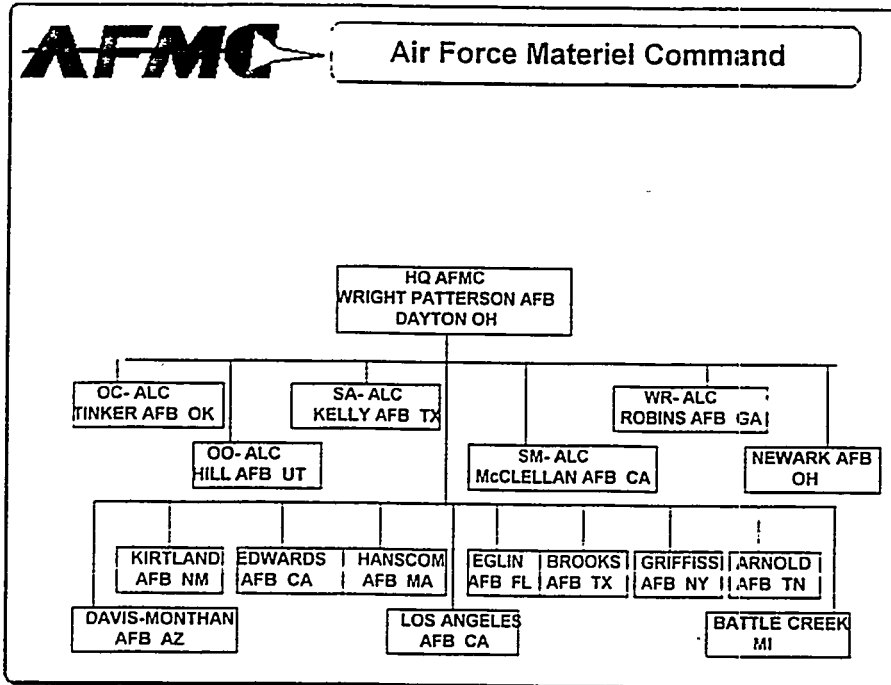 AFMC
Air Force Materiel Command
HQ AFMC
WRIGHT PATTERSON AFB
DAYTON OH
OC- ALC
TINKER AFB OK
SA- ALC
KELLY AFB TX
WR- ALC
ROBINS AFB GA
OO- ALC
HILL AFB UT
SM- ALC
McCLELLAN AFB CA
NEWARK AFB
OH
KIRTLAND
AFB NM
EDWARDS
AFB CA
HANSCOM
AFB MA
EGLIN
AFB FL
BROOKS
AFB TX
GRIFFISS
AFB NY
ARNOLD
AFB TN
DAVIS-MONTHAN
AFB AZ
LOS ANGELES
AFB CA
BATTLE CREEK
MI